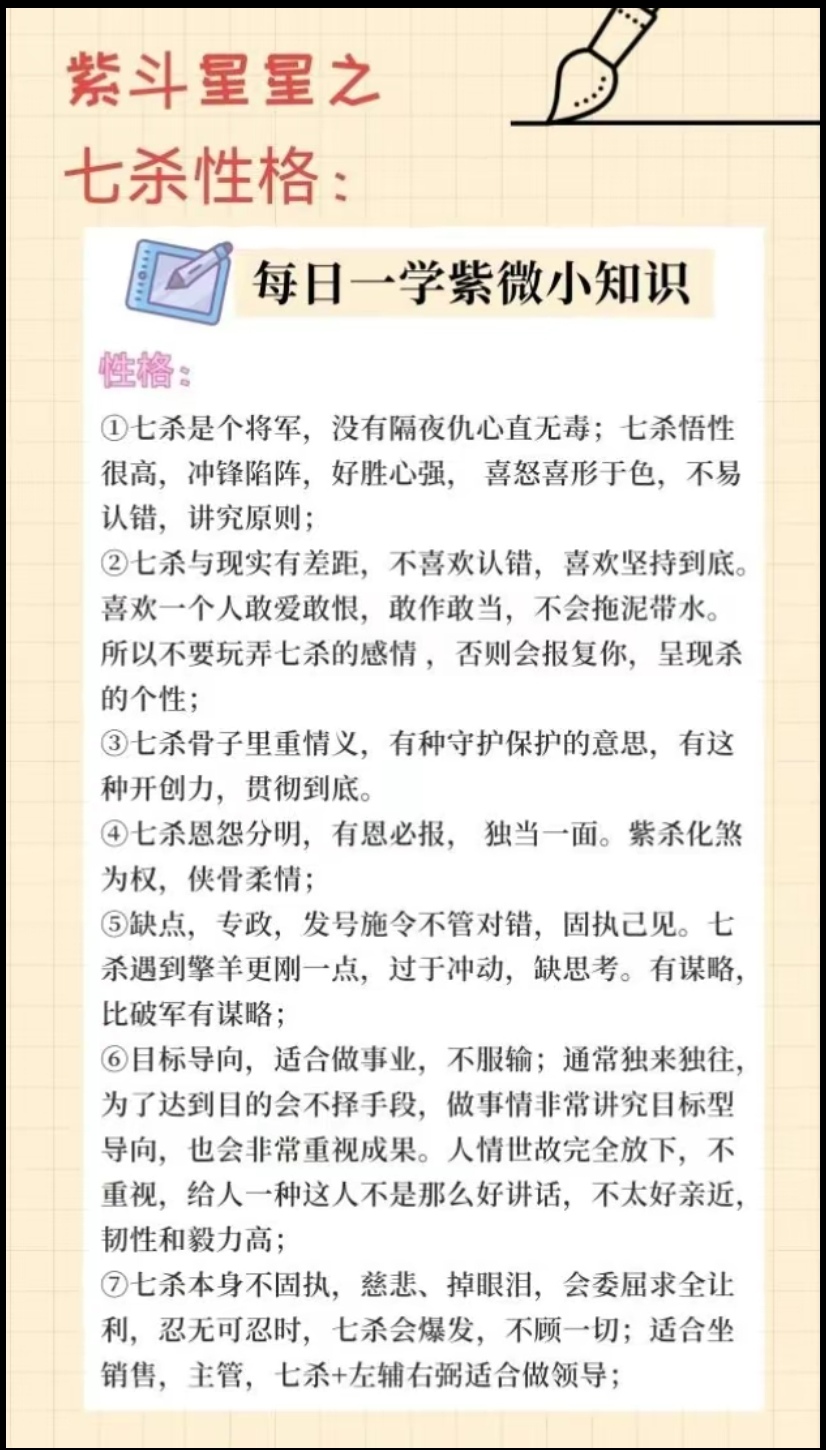 紫斗星星之
七杀性格：
每日一学紫微小知识
性格：
①七杀是个将军，没有隔夜仇心直无毒；七杀悟性
很高，冲锋陷阵，好胜心强， 喜怒喜形于色，不易
认错，讲究原则；
②七杀与现实有差距，不喜欢认错，喜欢坚持到底。
喜欢一个人敢爱敢恨，敢作敢当，不会拖泥带水。
所以不要玩弄七杀的感情 ，否则会报复你，呈现杀
的个性；
③七杀骨子里重情义，有种守护保护的意思，有这
种开创力，贯彻到底。
④七杀恩怨分明，有恩必报， 独当一面。紫杀化煞
为权，侠骨柔情；
⑤缺点，专政，发号施令不管对错，固执己见。七
杀遇到擎羊更刚一点，过于冲动，缺思考。有谋略，
比破军有谋略；
⑥目标导向，适合做事业，不服输；通常独来独往，
为了达到目的会不择手段，做事情非常讲究目标型
导向，也会非常重视成果。人情世故完全放下，不
重视，给人一种这人不是那么好讲话，不太好亲近，
韧性和毅力高；
⑦七杀本身不固执，慈悲、掉眼泪，会委屈求全让
利，忍无可忍时，七杀会爆发，不顾一切；适合坐
销售，主管，七杀+左辅右弼适合做领导；